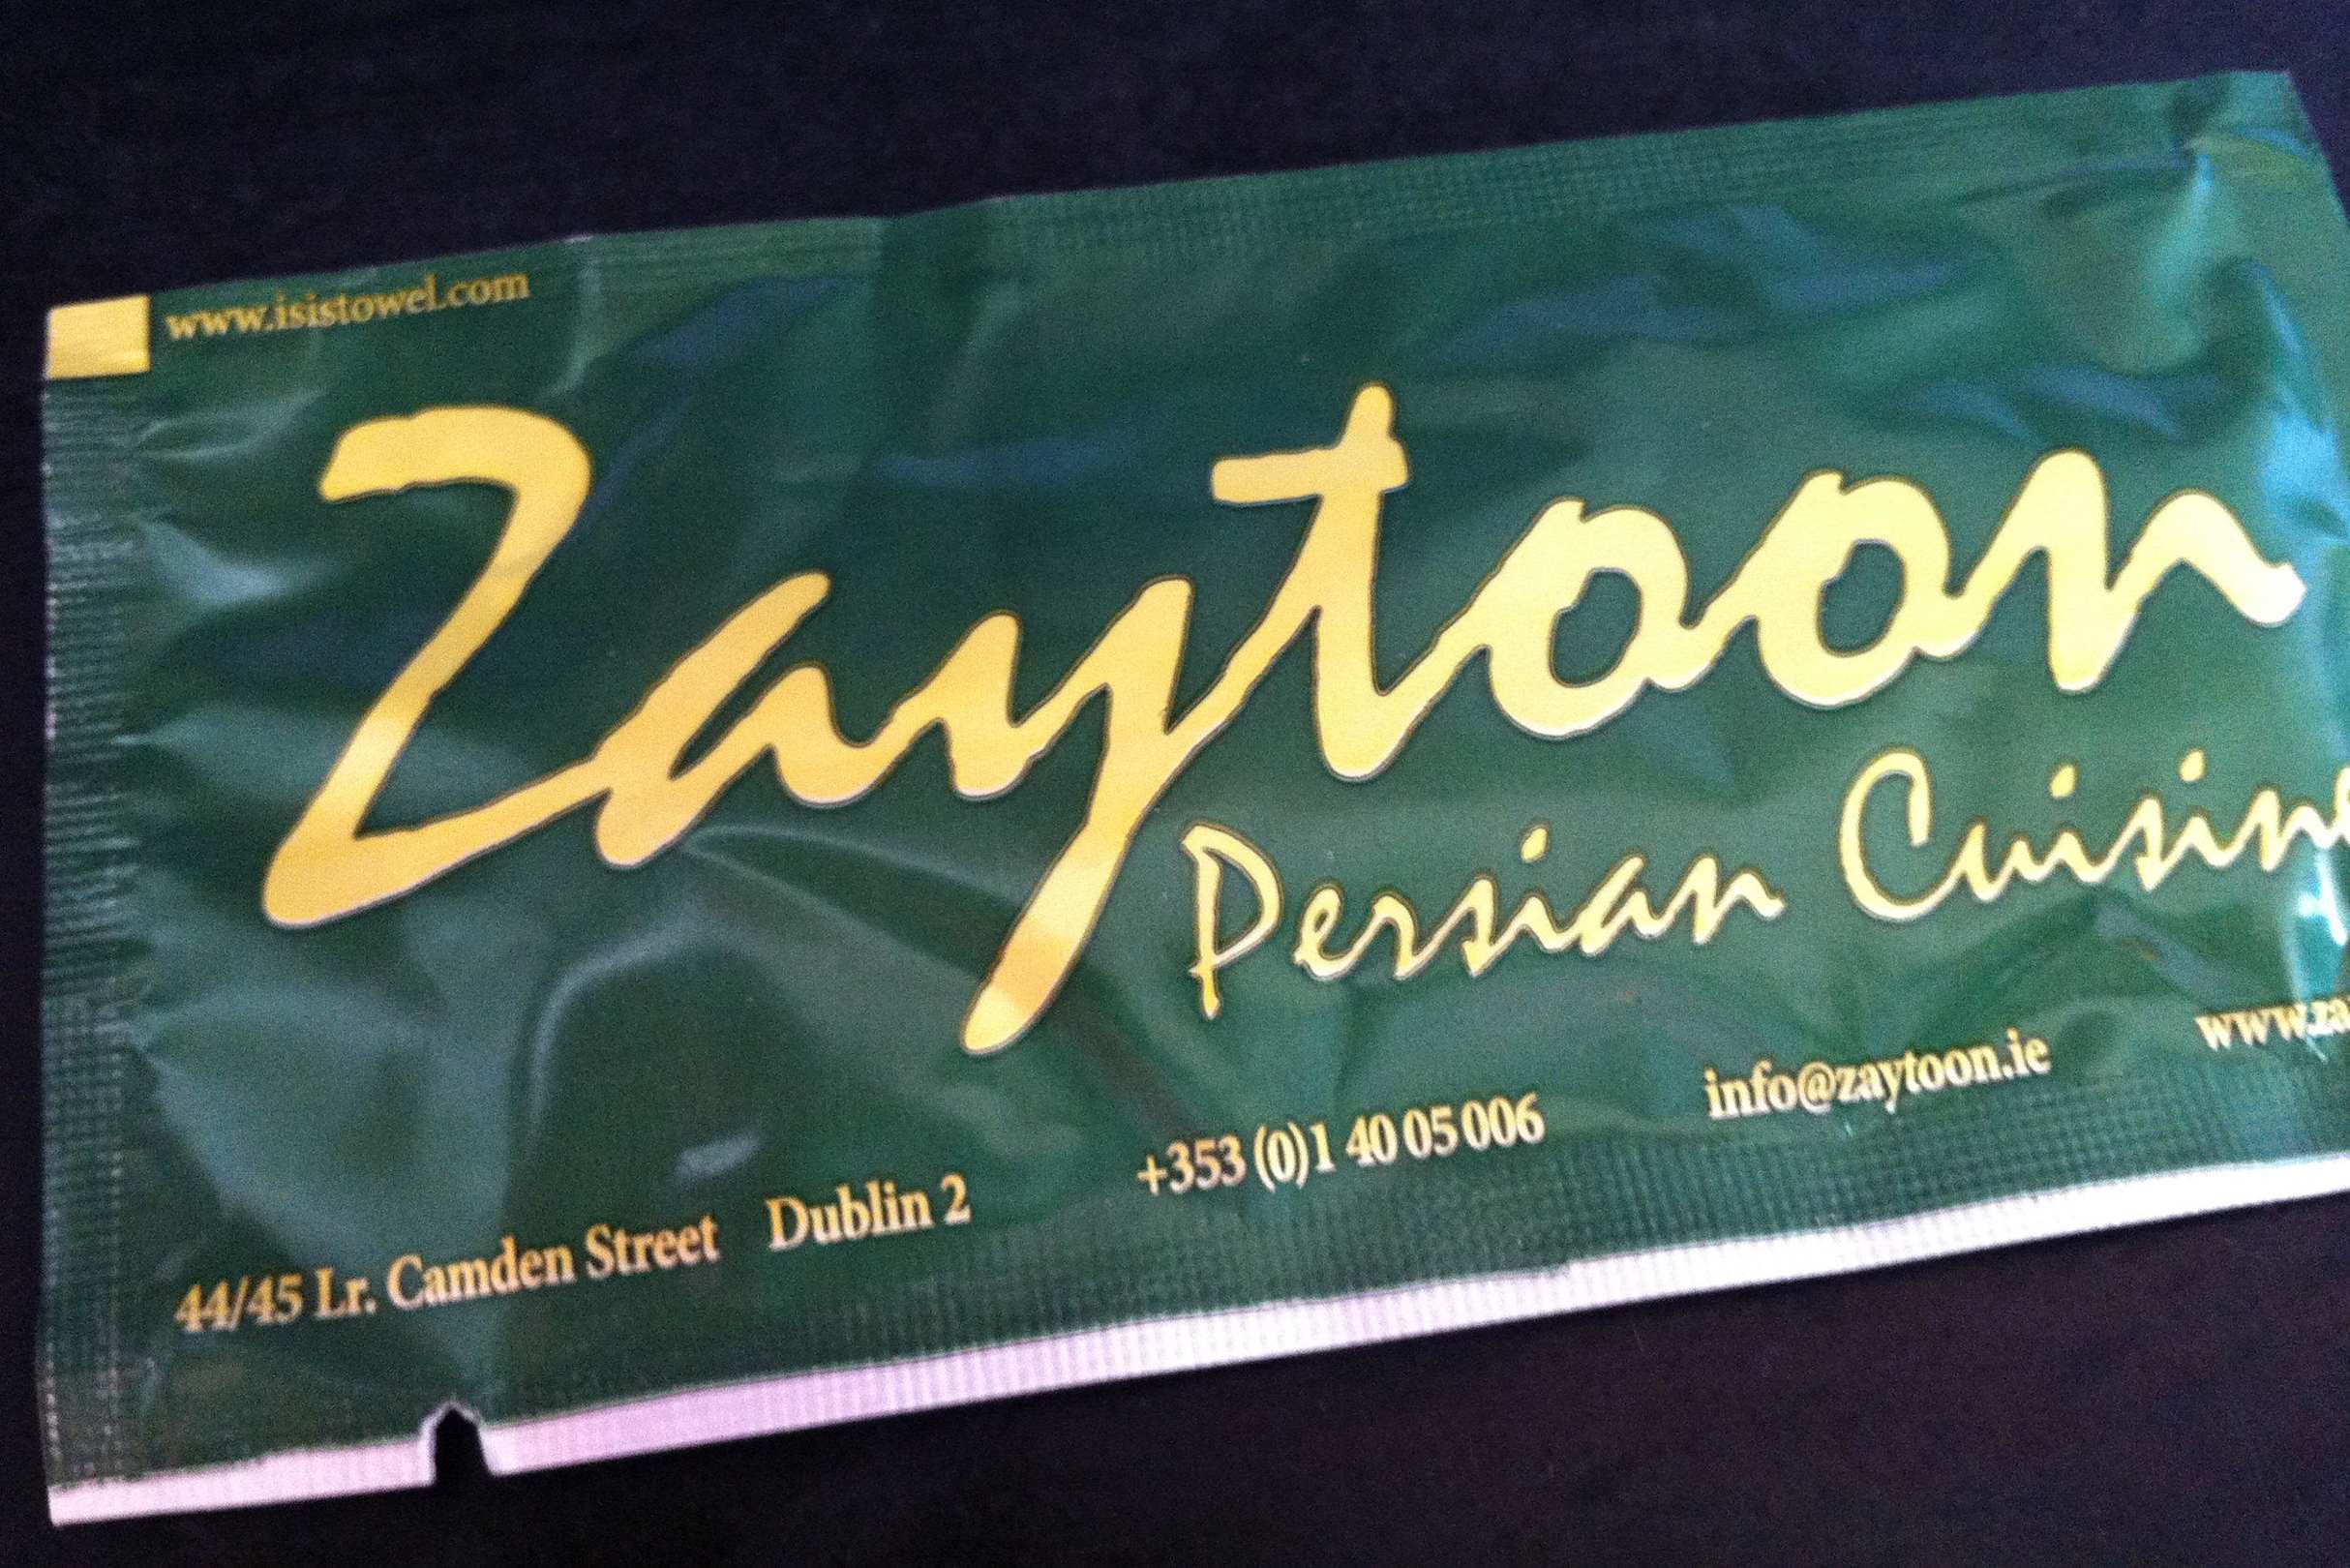 www.isistowel.com
Zaytoon
Persian Cuisine
44/45 Lr. Camden Street Dublin 2 +353 (0)1 40 05 006 info@zaytoon.ie